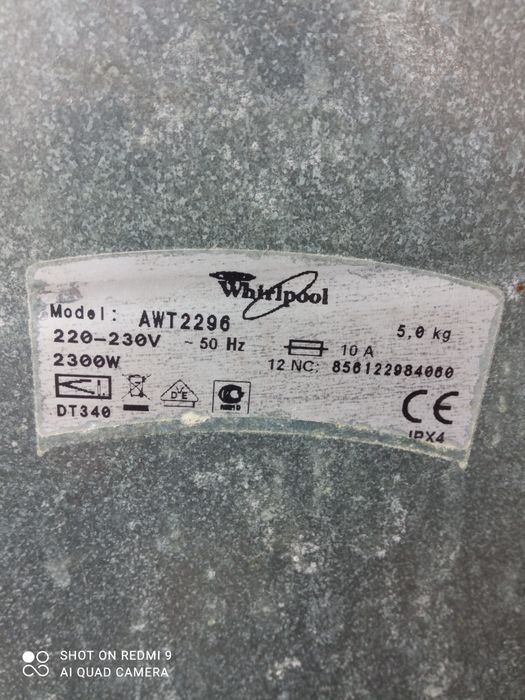 Whirlpool
Model: AWT2296 5,0 kg
220-230V ~ 50 Hz 10 A
2300W 12 NC: 856122984060
DT340 CE
IPX4
SHOT ON REDMI 9
AI QUAD CAMERA